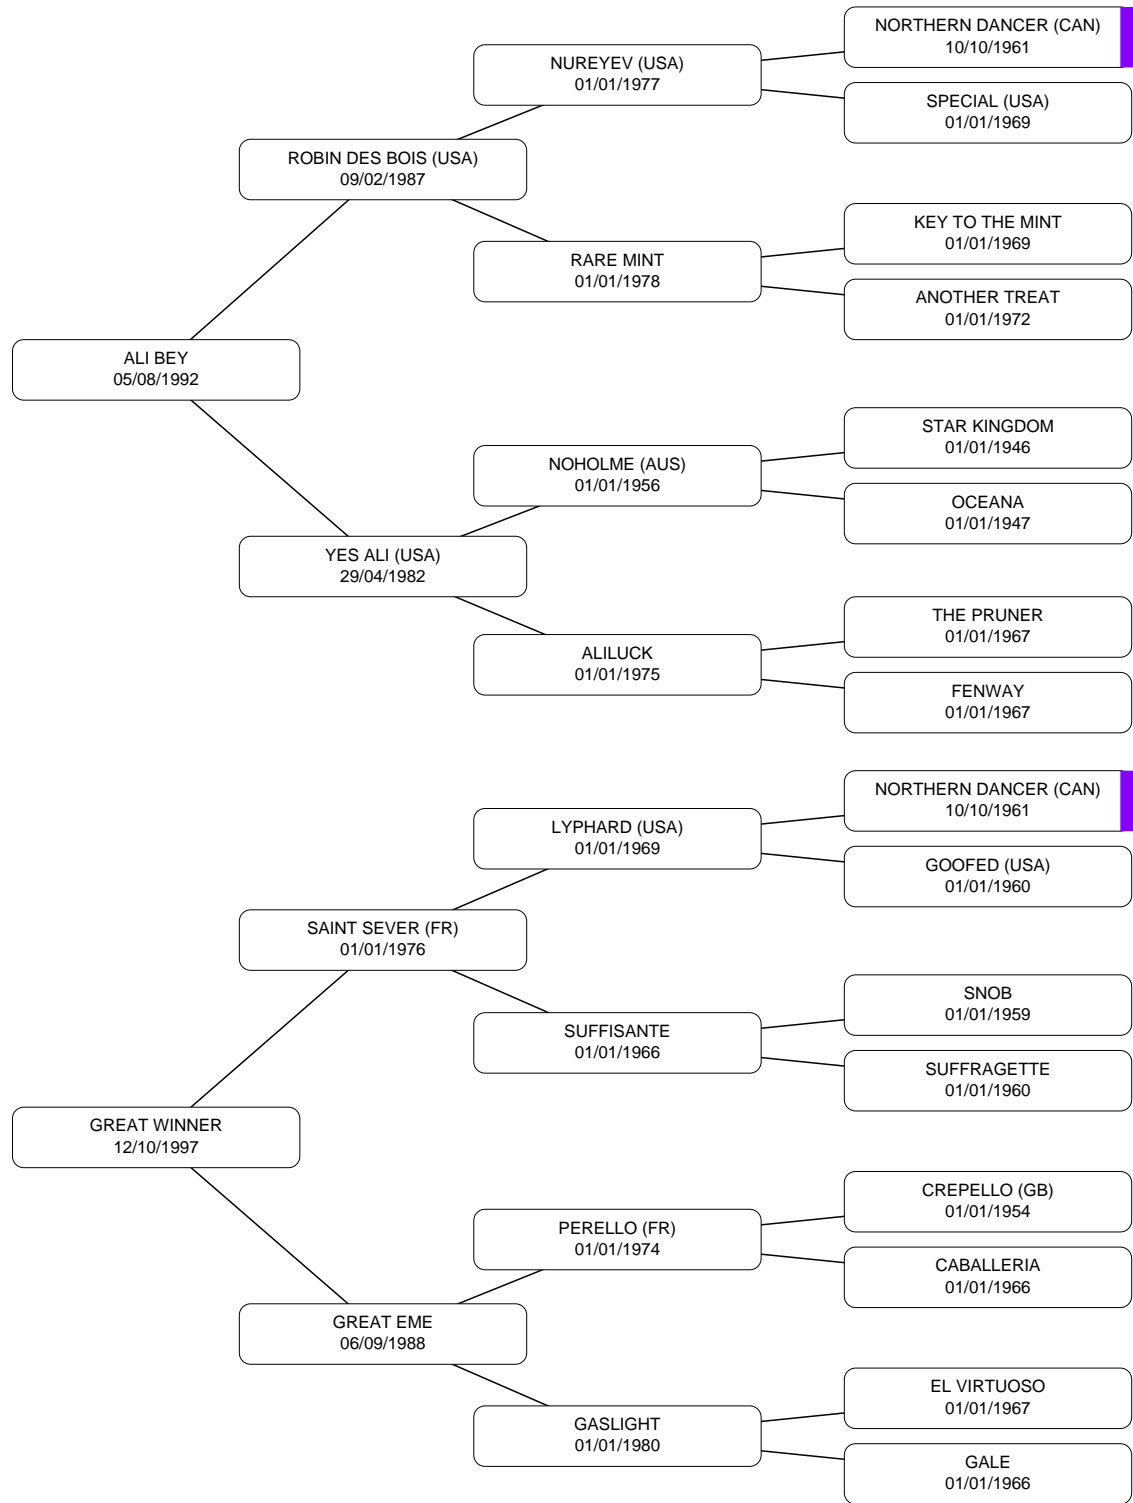 NORTHERN DANCER (CAN)
10/10/1961
NUREYEV (USA)
01/01/1977
SPECIAL (USA)
01/01/1969
ROBIN DES BOIS (USA)
09/02/1987
KEY TO THE MINT
01/01/1969
RARE MINT
01/01/1978
ANOTHER TREAT
01/01/1972
ALI BEY
05/08/1992
STAR KINGDOM
01/01/1946
NOHOLME (AUS)
01/01/1956
OCEANA
01/01/1947
YES ALI (USA)
29/04/1982
THE PRUNER
01/01/1967
ALILUCK
01/01/1975
FENWAY
01/01/1967
NORTHERN DANCER (CAN)
10/10/1961
LYPHARD (USA)
01/01/1969
GOOFED (USA)
01/01/1960
SAINT SEVER (FR)
01/01/1976
SNOB
01/01/1959
SUFFISANTE
01/01/1966
SUFFRAGETTE
01/01/1960
GREAT WINNER
12/10/1997
CREPELLO (GB)
01/01/1954
PERELLO (FR)
01/01/1974
CABALLERIA
01/01/1966
GREAT EME
06/09/1988
EL VIRTUOSO
01/01/1967
GASLIGHT
01/01/1980
GALE
01/01/1966